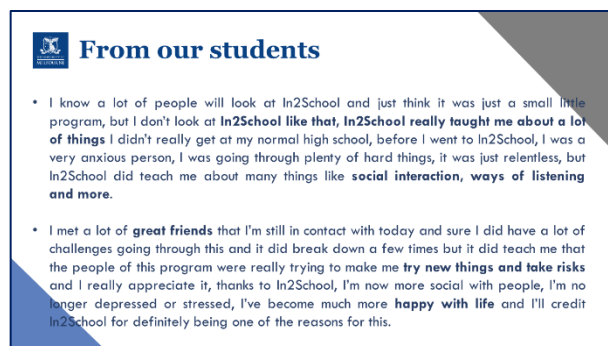 MELBOURNE
From our students
• I know a lot of people will look at In2School and just think it was just a small little
program, but I don't look at In2School like that, In2School really taught me about a lot
of things I didn't really get at my normal high school, before I went to In2School, I was a
very anxious person, I was going through plenty of hard things, it was just relentless, but
In2School did teach me about many things like social interaction, ways of listening
and more.
• I met a lot of great friends that I'm still in contact with today and sure I did have a lot of
challenges going through this and it did break down a few times but it did teach me that
the people of this program were really trying to make me try new things and take risks
and I really appreciate it, thanks to In2School, I'm now more social with people, I'm no
longer depressed or stressed, I've become much more happy with life and I'll credit
In2School for definitely being one of the reasons for this.